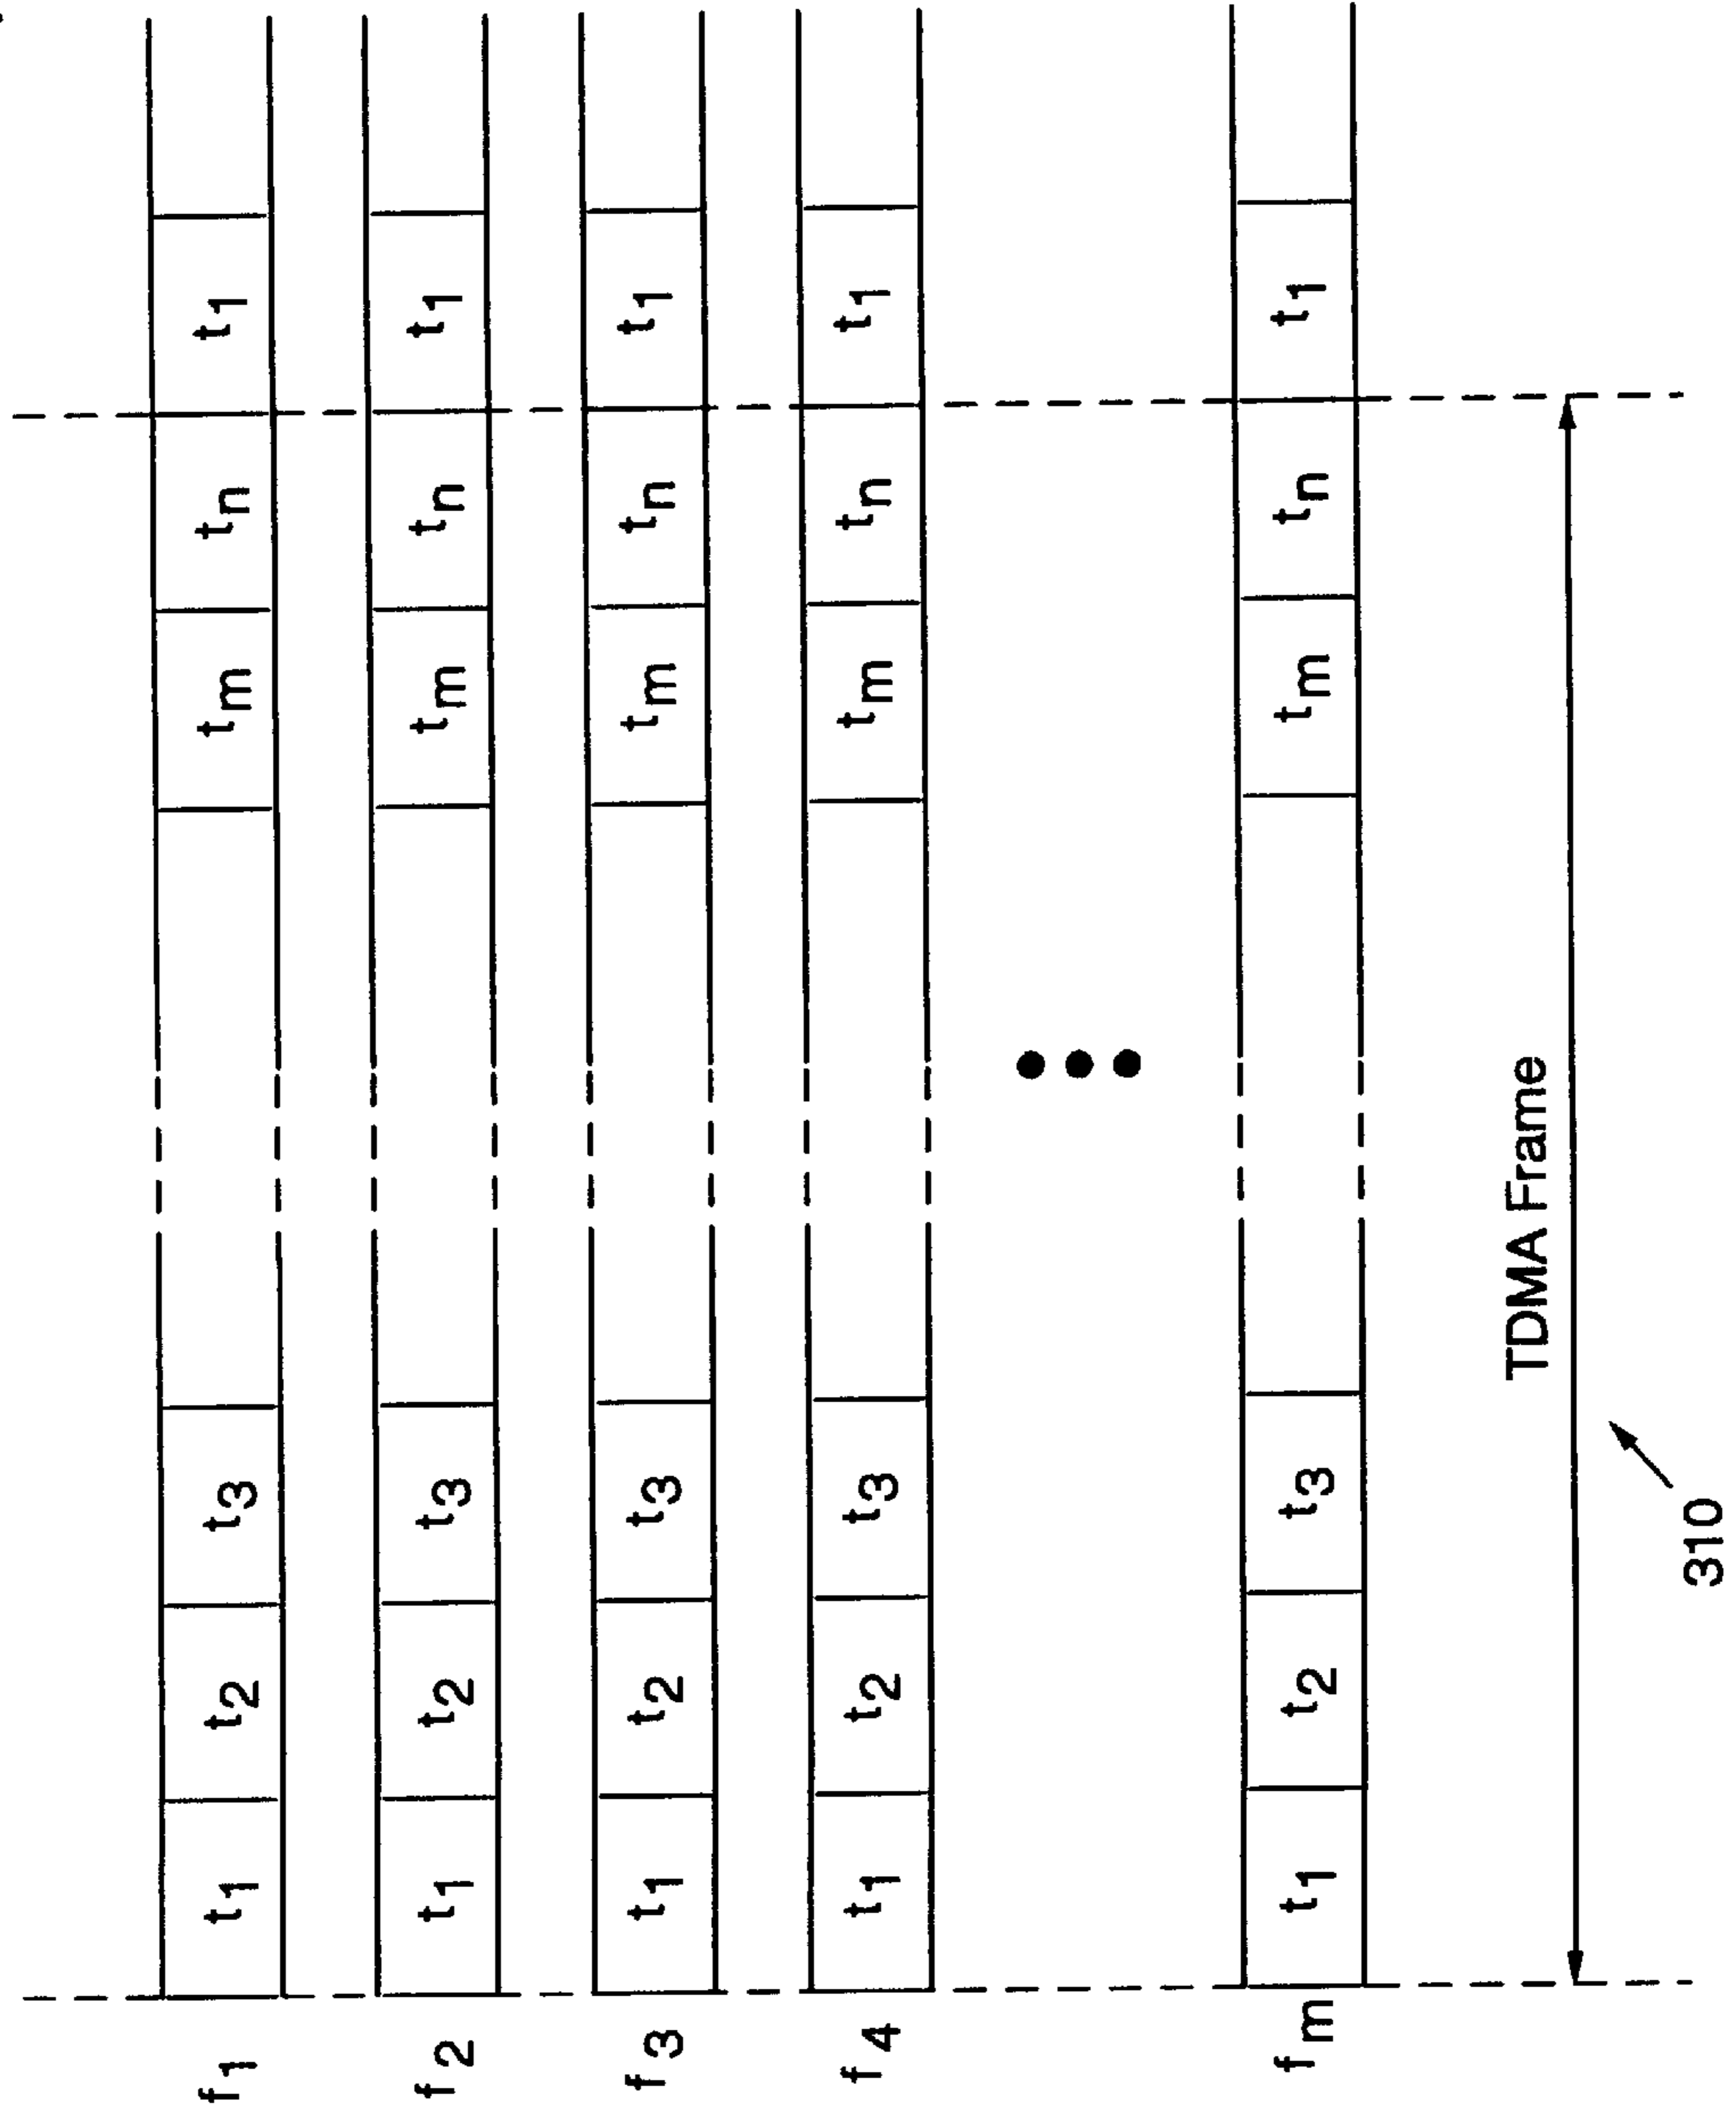 f1 t1 t2 t3 tm tn t1
f2 t1 t2 t3 tm tn t1
f3 t1 t2 t3 tm tn t1
f4 t1 t2 t3 tm tn t1
fm t1 t2 t3 tm tn t1
TDMA Frame
310